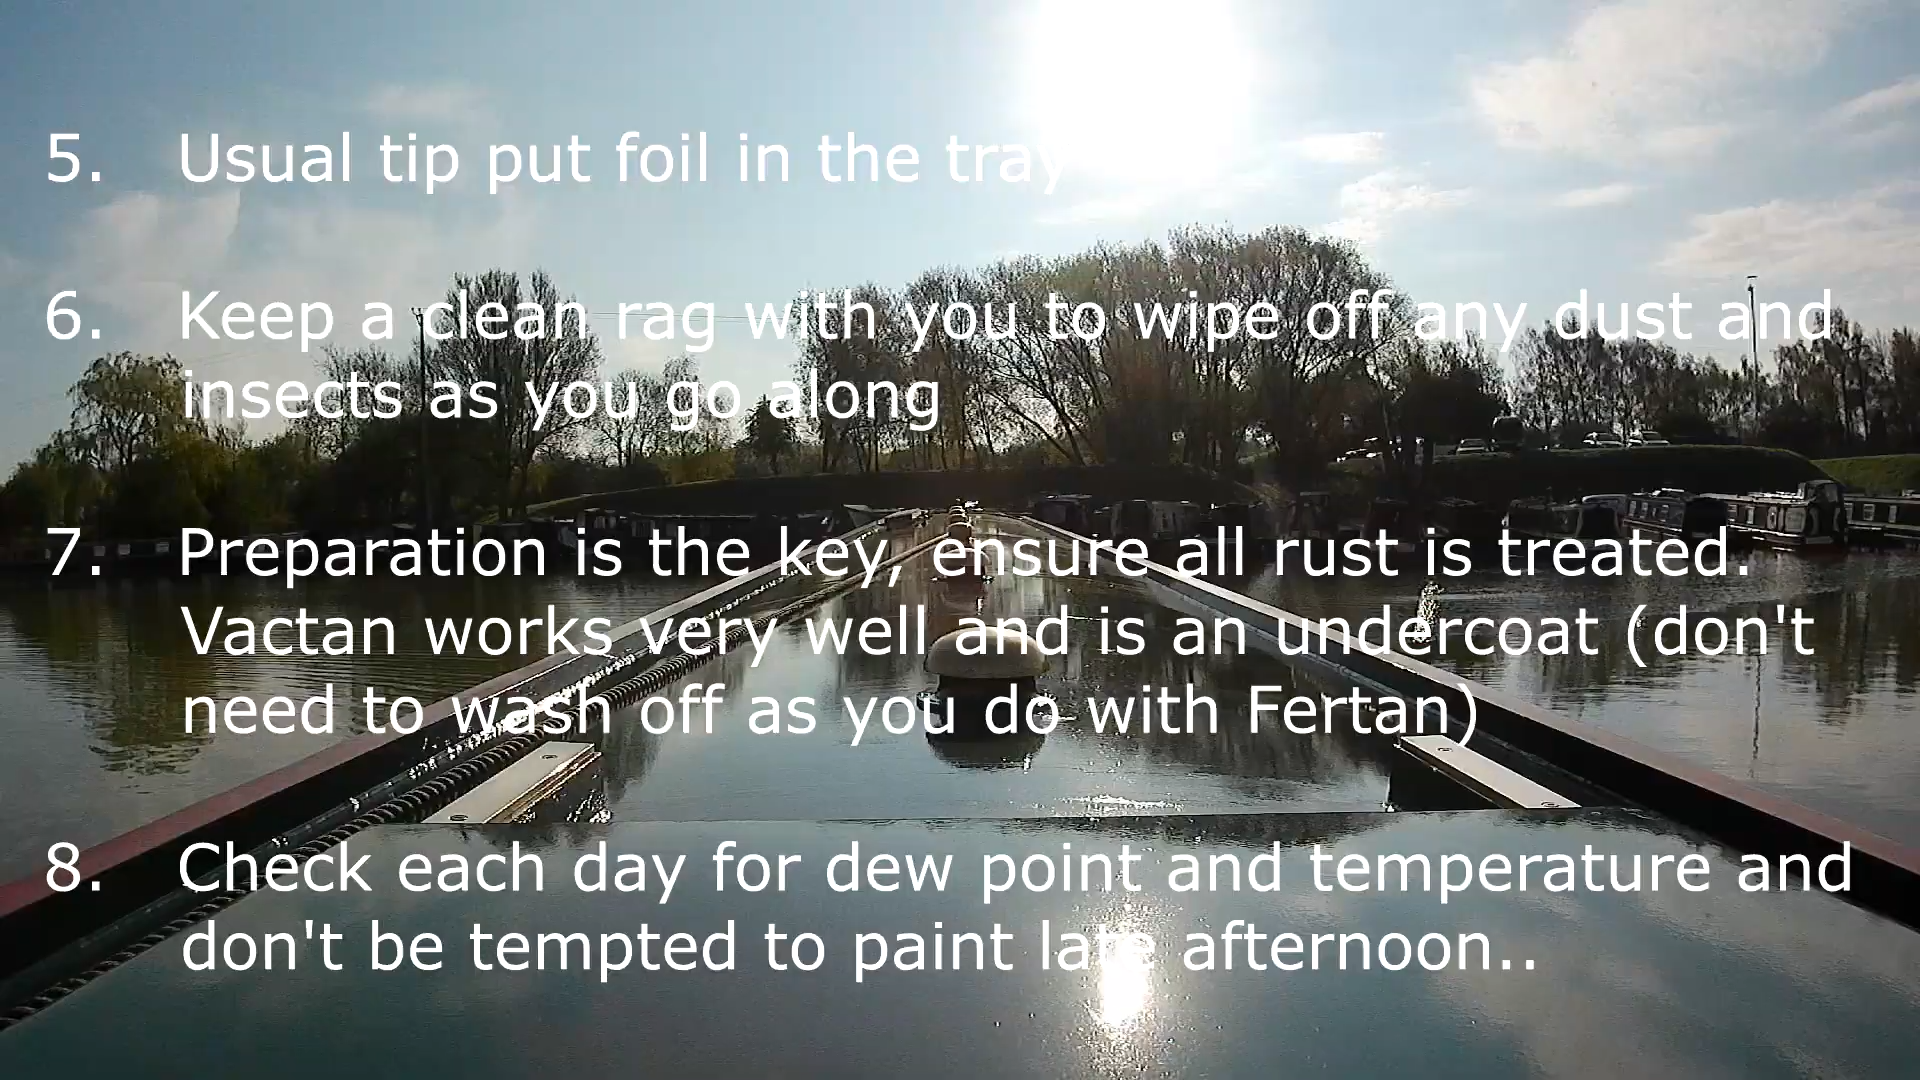 5. Usual tip put foil in the tray
6. Keep a clean rag with you to wipe off any dust and
insects as you go along
7. Preparation is the key, ensure all rust is treated.
Vactan works very well and is an undercoat (don't
need to wash off as you do with Fertan)
8. Check each day for dew point and temperature and
don't be tempted to paint late afternoon..